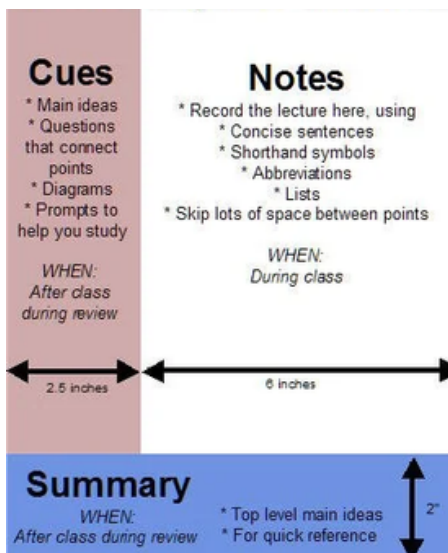 Cues
* Main ideas
* Questions
that connect
points
* Diagrams
* Prompts to
help you study
WHEN:
After class
during review
2.5 inches
Notes
* Record the lecture here, using
* Concise sentences
* Shorthand symbols
* Abbreviations
* Lists
* Skip lots of space between points
WHEN:
During class
6 inches
Summary
WHEN:
After class during review
* Top level main ideas
* For quick reference
2"